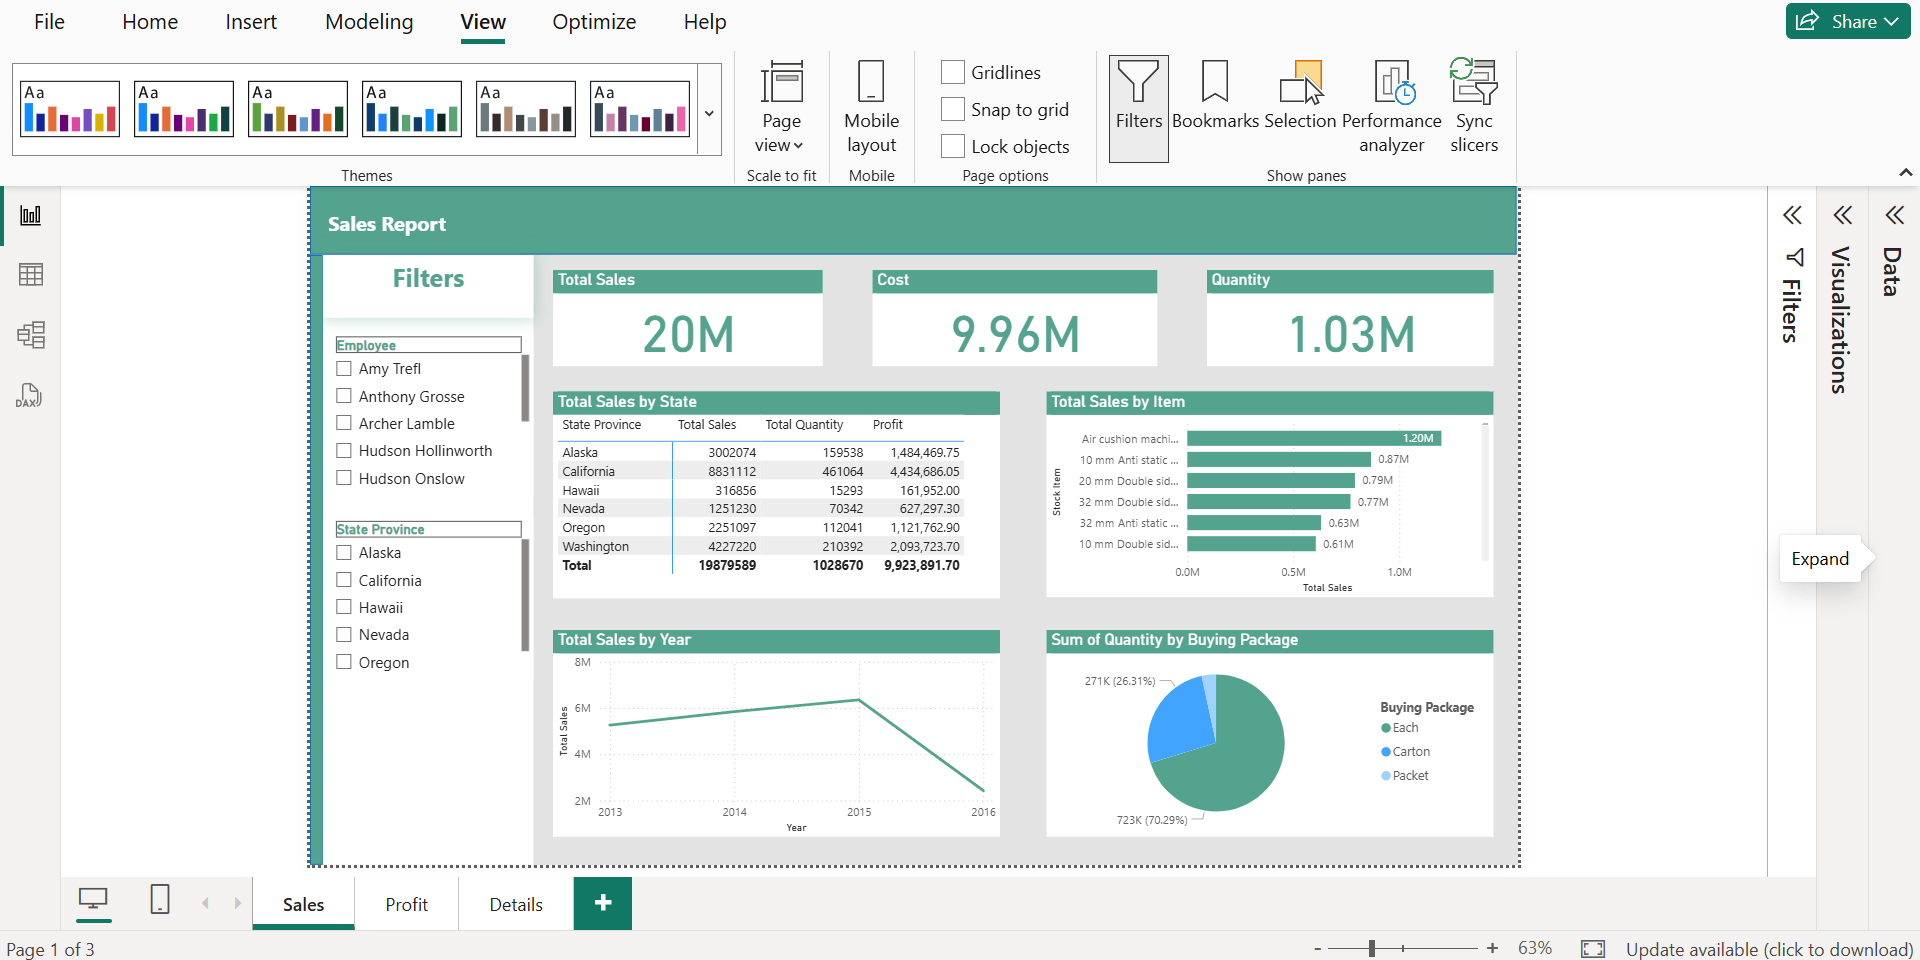 File Home Insert Modeling View Optimize Help Share
Aa Aa Aa Aa Aa Aa
Page view
Mobile layout
Gridlines
Snap to grid
Lock objects
Filters Bookmarks Selection Performance analyzer Sync slicers
Themes Scale to fit Mobile Page options Show panes
DAX
Sales Report
Filters
Employee
Amy Trefl
Anthony Grosse
Archer Lamble
Hudson Hollinworth
Hudson Onslow
State Province
Alaska
California
Hawaii
Nevada
Oregon
Total Sales
20M
Cost
9.96M
Quantity
1.03M
Total Sales by State
State Province Total Sales Total Quantity Profit
Alaska 3002074 159538 1,484,469.75
California 8831112 461064 4,434,686.05
Hawaii 316856 15293 161,952.00
Nevada 1251230 70342 627,297.30
Oregon 2251097 112041 1,121,762.90
Washington 4227220 210392 2,093,723.70
Total 19879589 1028670 9,923,891.70
Total Sales by Item
Stock Item
Air cushion machi... 1.20M
10 mm Anti static ... 0.87M
20 mm Double sid... 0.79M
32 mm Double sid... 0.77M
32 mm Anti static ... 0.63M
10 mm Double sid... 0.61M
0.0M 0.5M 1.0M
Total Sales
Total Sales by Year
Total Sales
8M
6M
4M
2M
2013 2014 2015 2016
Year
Sum of Quantity by Buying Package
271K (26.31%)
723K (70.29%)
Buying Package
Each
Carton
Packet
Filters
Visualizations
Data
Expand
Sales Profit Details +
Page 1 of 3
- + 63% Update available (click to download)